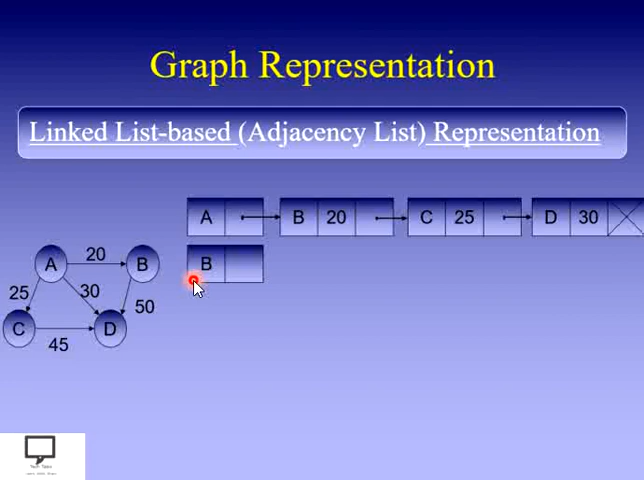 Graph Representation
Linked List-based (Adjacency List) Representation
A B 20 C 25 D 30
B
A 20 B
25 30 50
C D
45